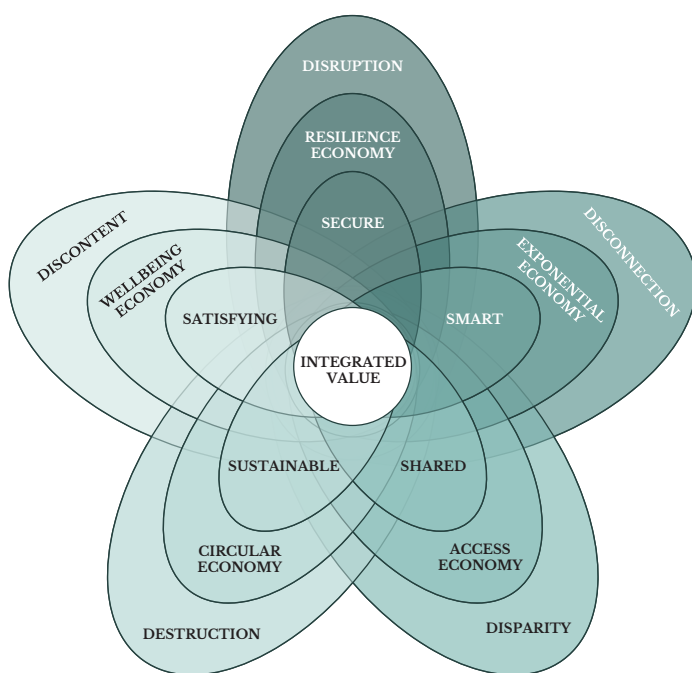 DISRUPTION
RESILIENCE
ECONOMY
SECURE
DISCONTENT
WELLBEING
ECONOMY
SATISFYING
DISCONNECTION
EXPONENTIAL
ECONOMY
SMART
INTEGRATED
VALUE
SUSTAINABLE
CIRCULAR
ECONOMY
DESTRUCTION
SHARED
ACCESS
ECONOMY
DISPARITY